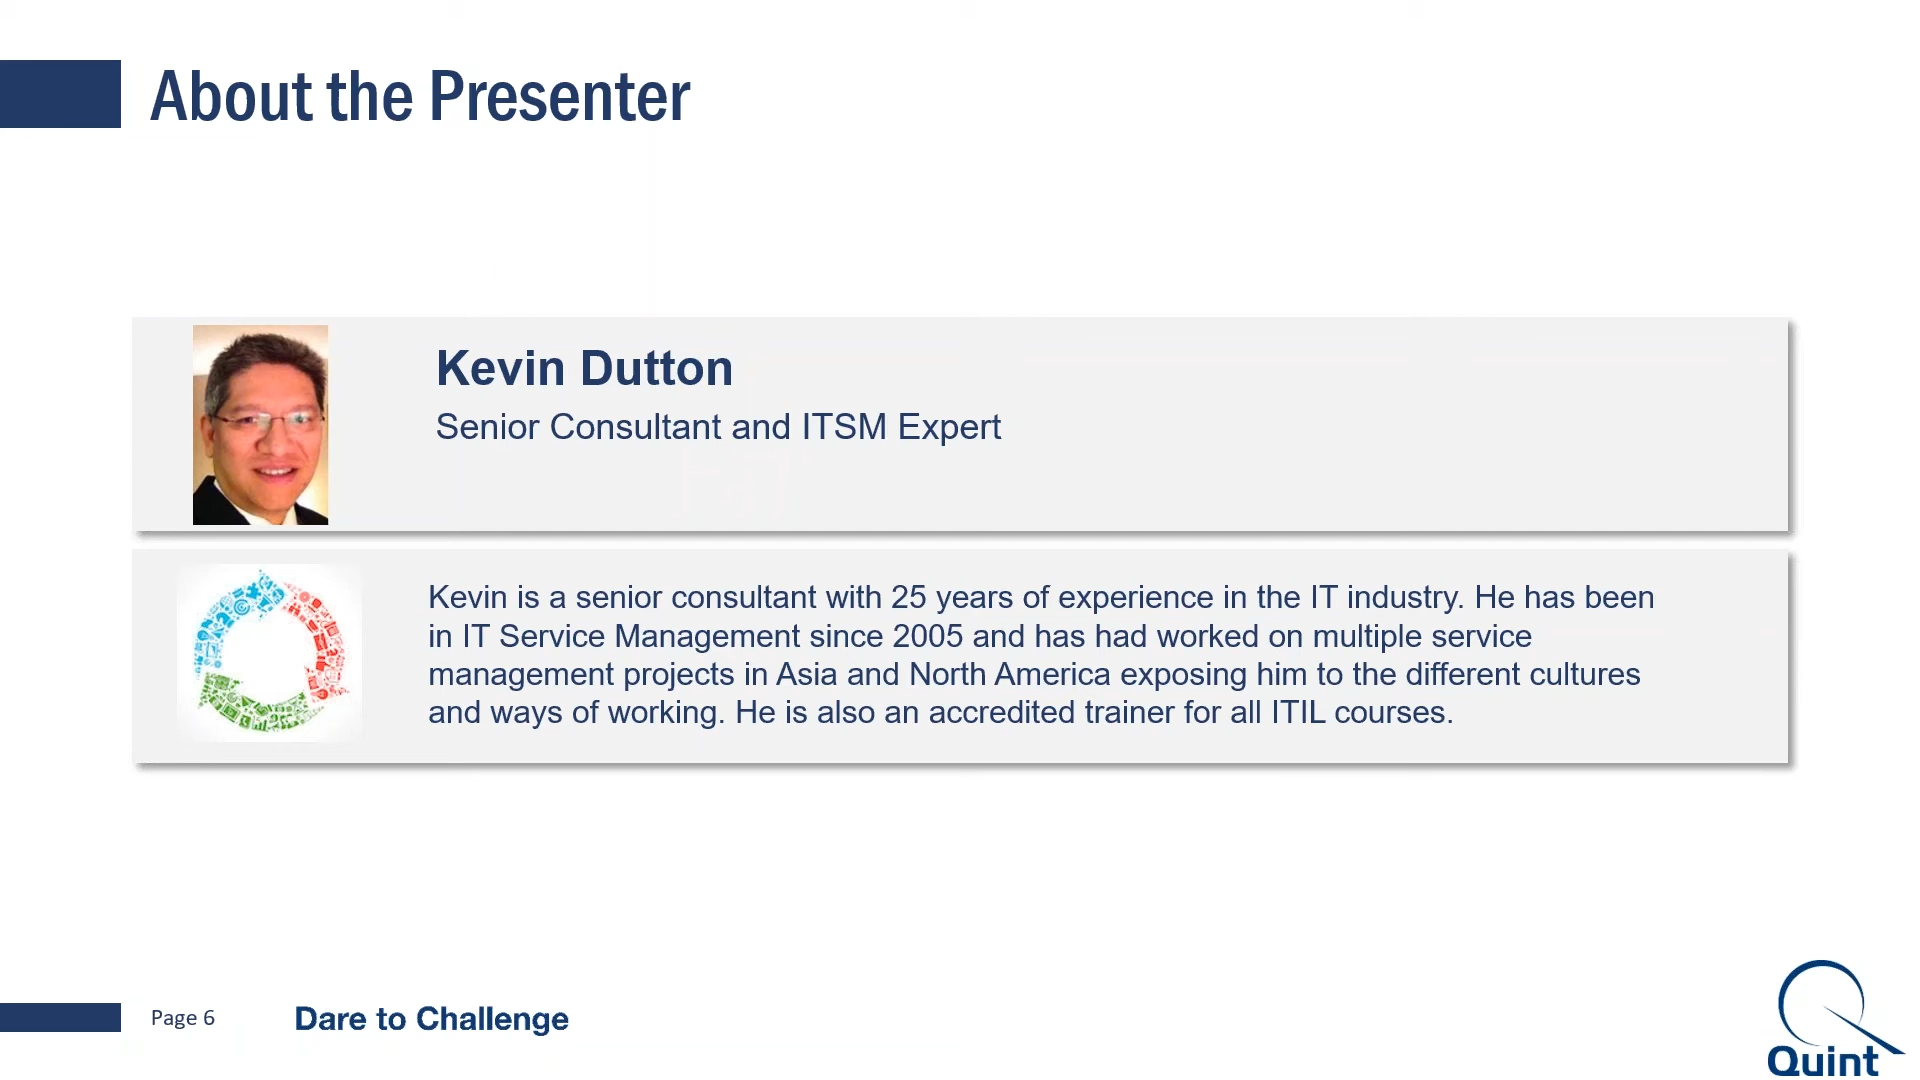 About the Presenter
Kevin Dutton
Senior Consultant and ITSM Expert
Kevin is a senior consultant with 25 years of experience in the IT industry. He has been
in IT Service Management since 2005 and has had worked on multiple service
management projects in Asia and North America exposing him to the different cultures
and ways of working. He is also an accredited trainer for all ITIL courses.
Page 6
Dare to Challenge
Quint